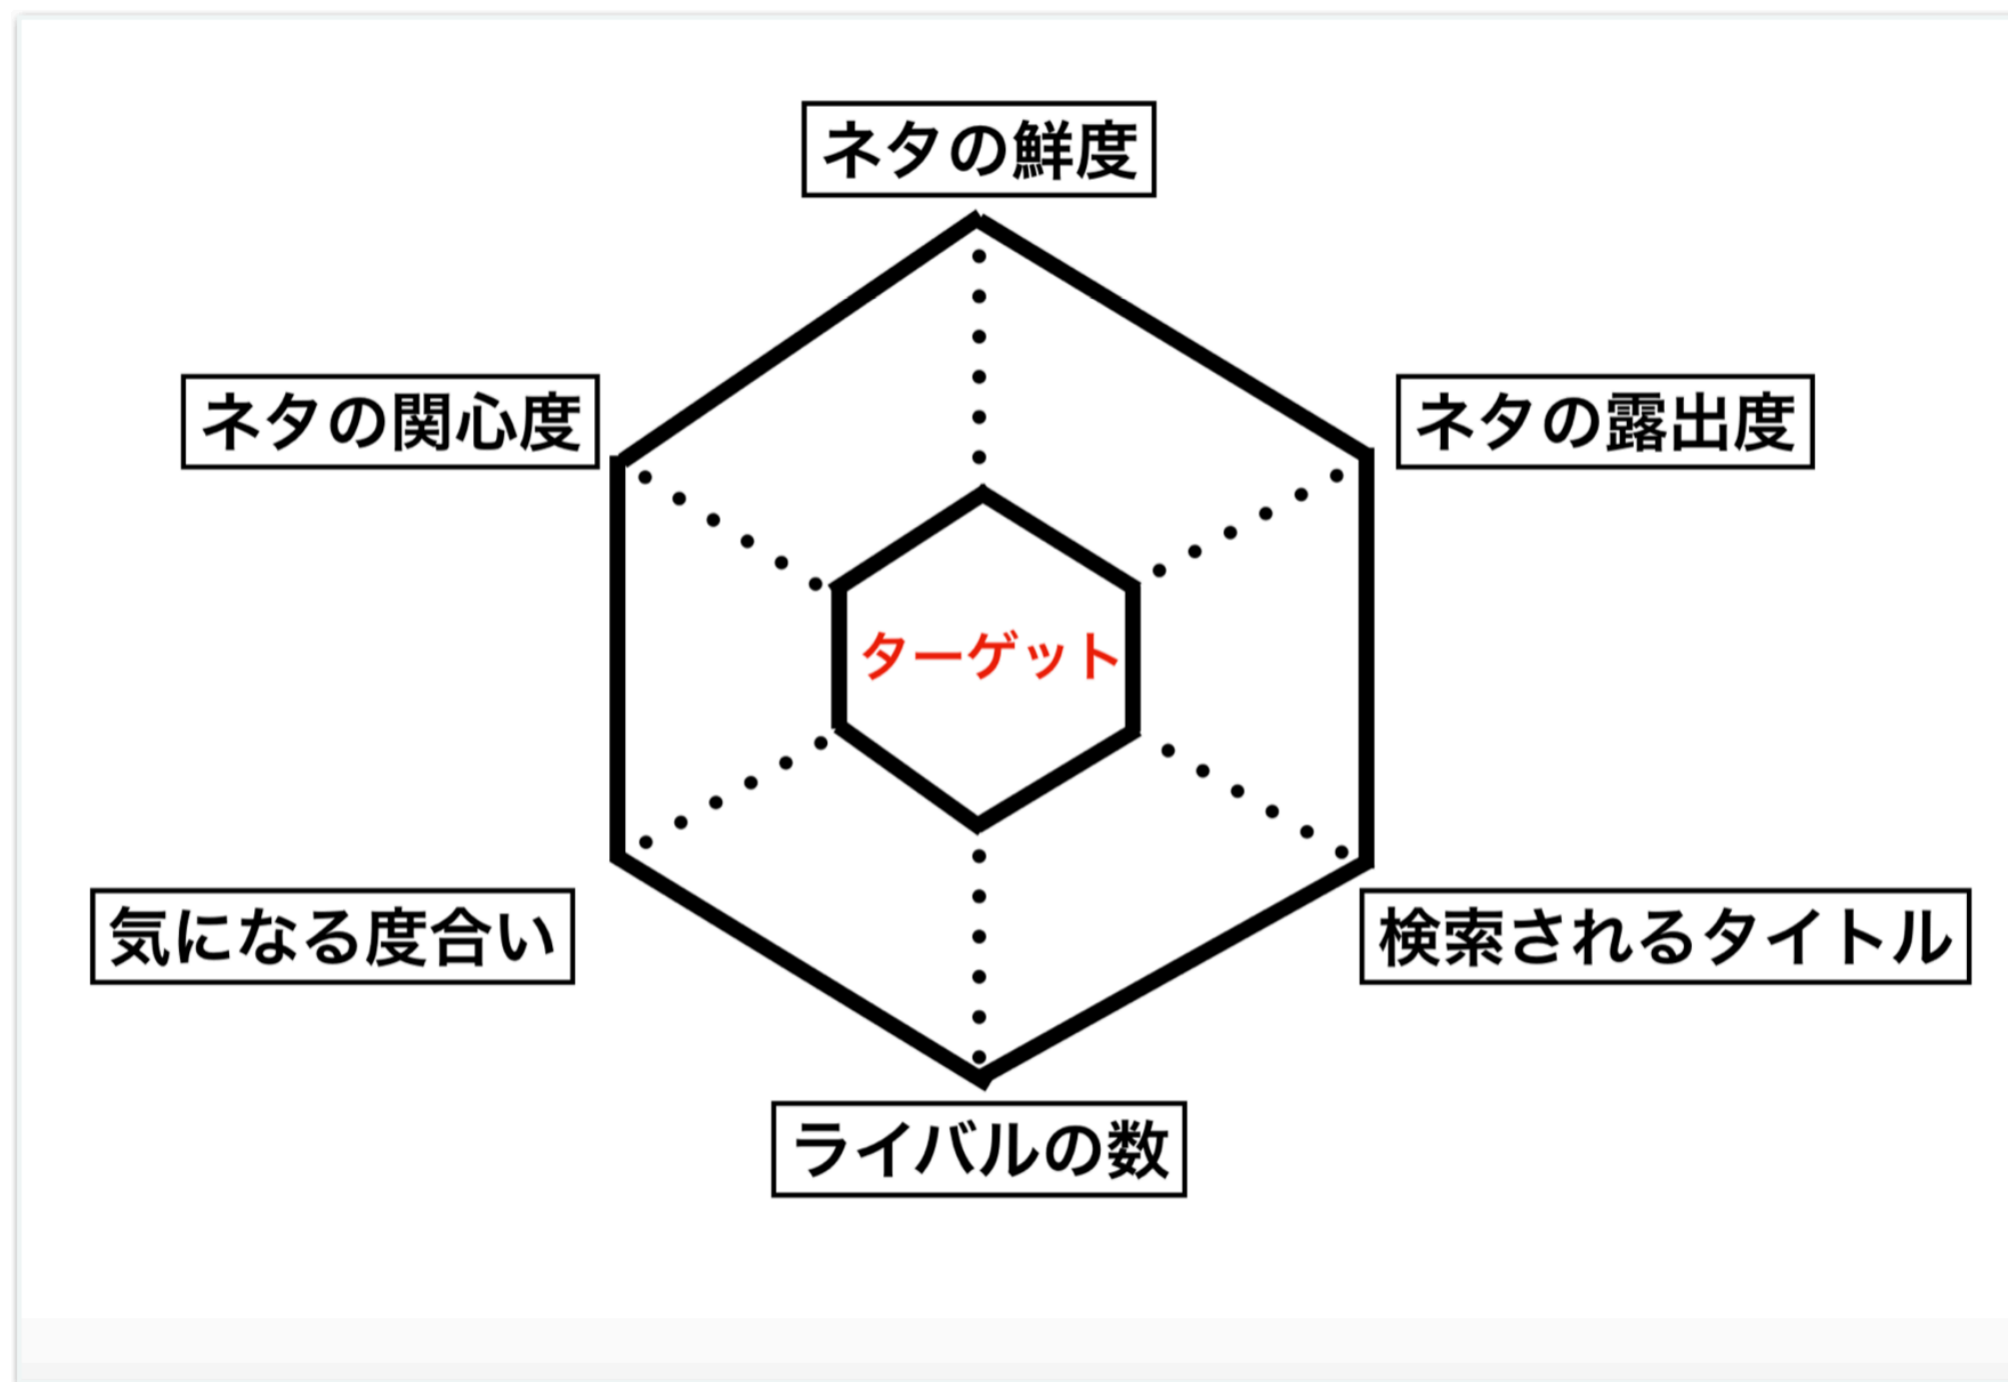 ネタの鮮度
ネタの関心度
ネタの露出度
ターゲット
気になる度合い
検索されるタイトル
ライバルの数